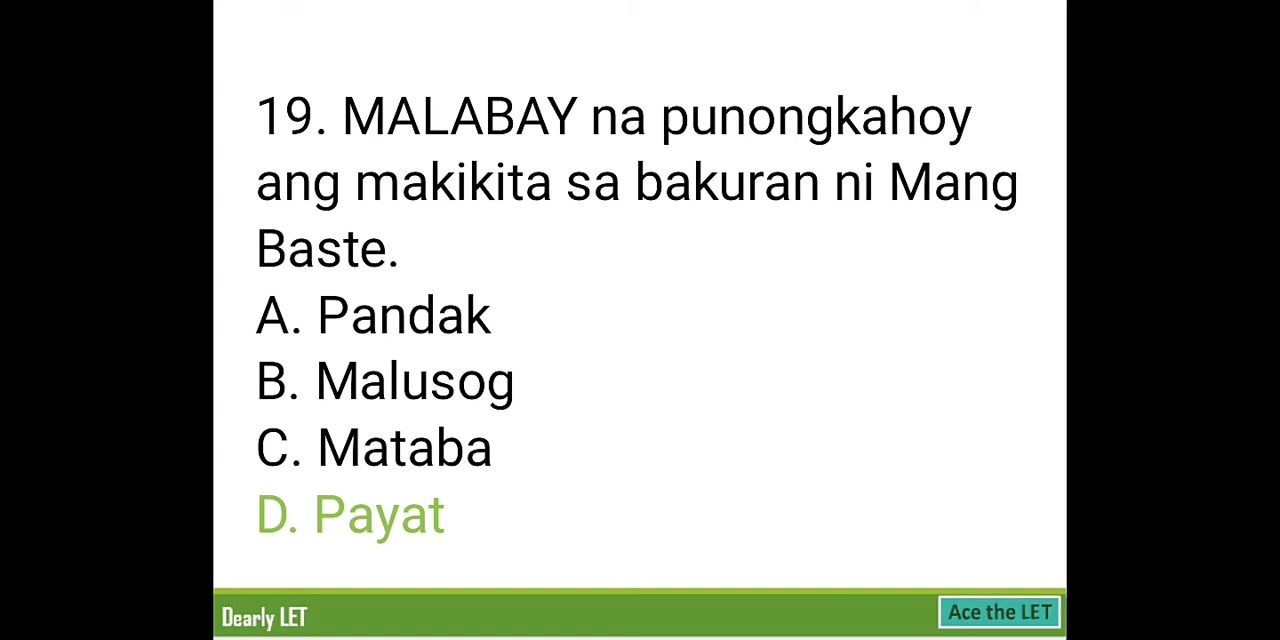 19. MALABAY na punongkahoy
ang makikita sa bakuran ni Mang
Baste.
A. Pandak
B. Malusog
C. Mataba
D. Payat
Dearly LET
Ace the LET